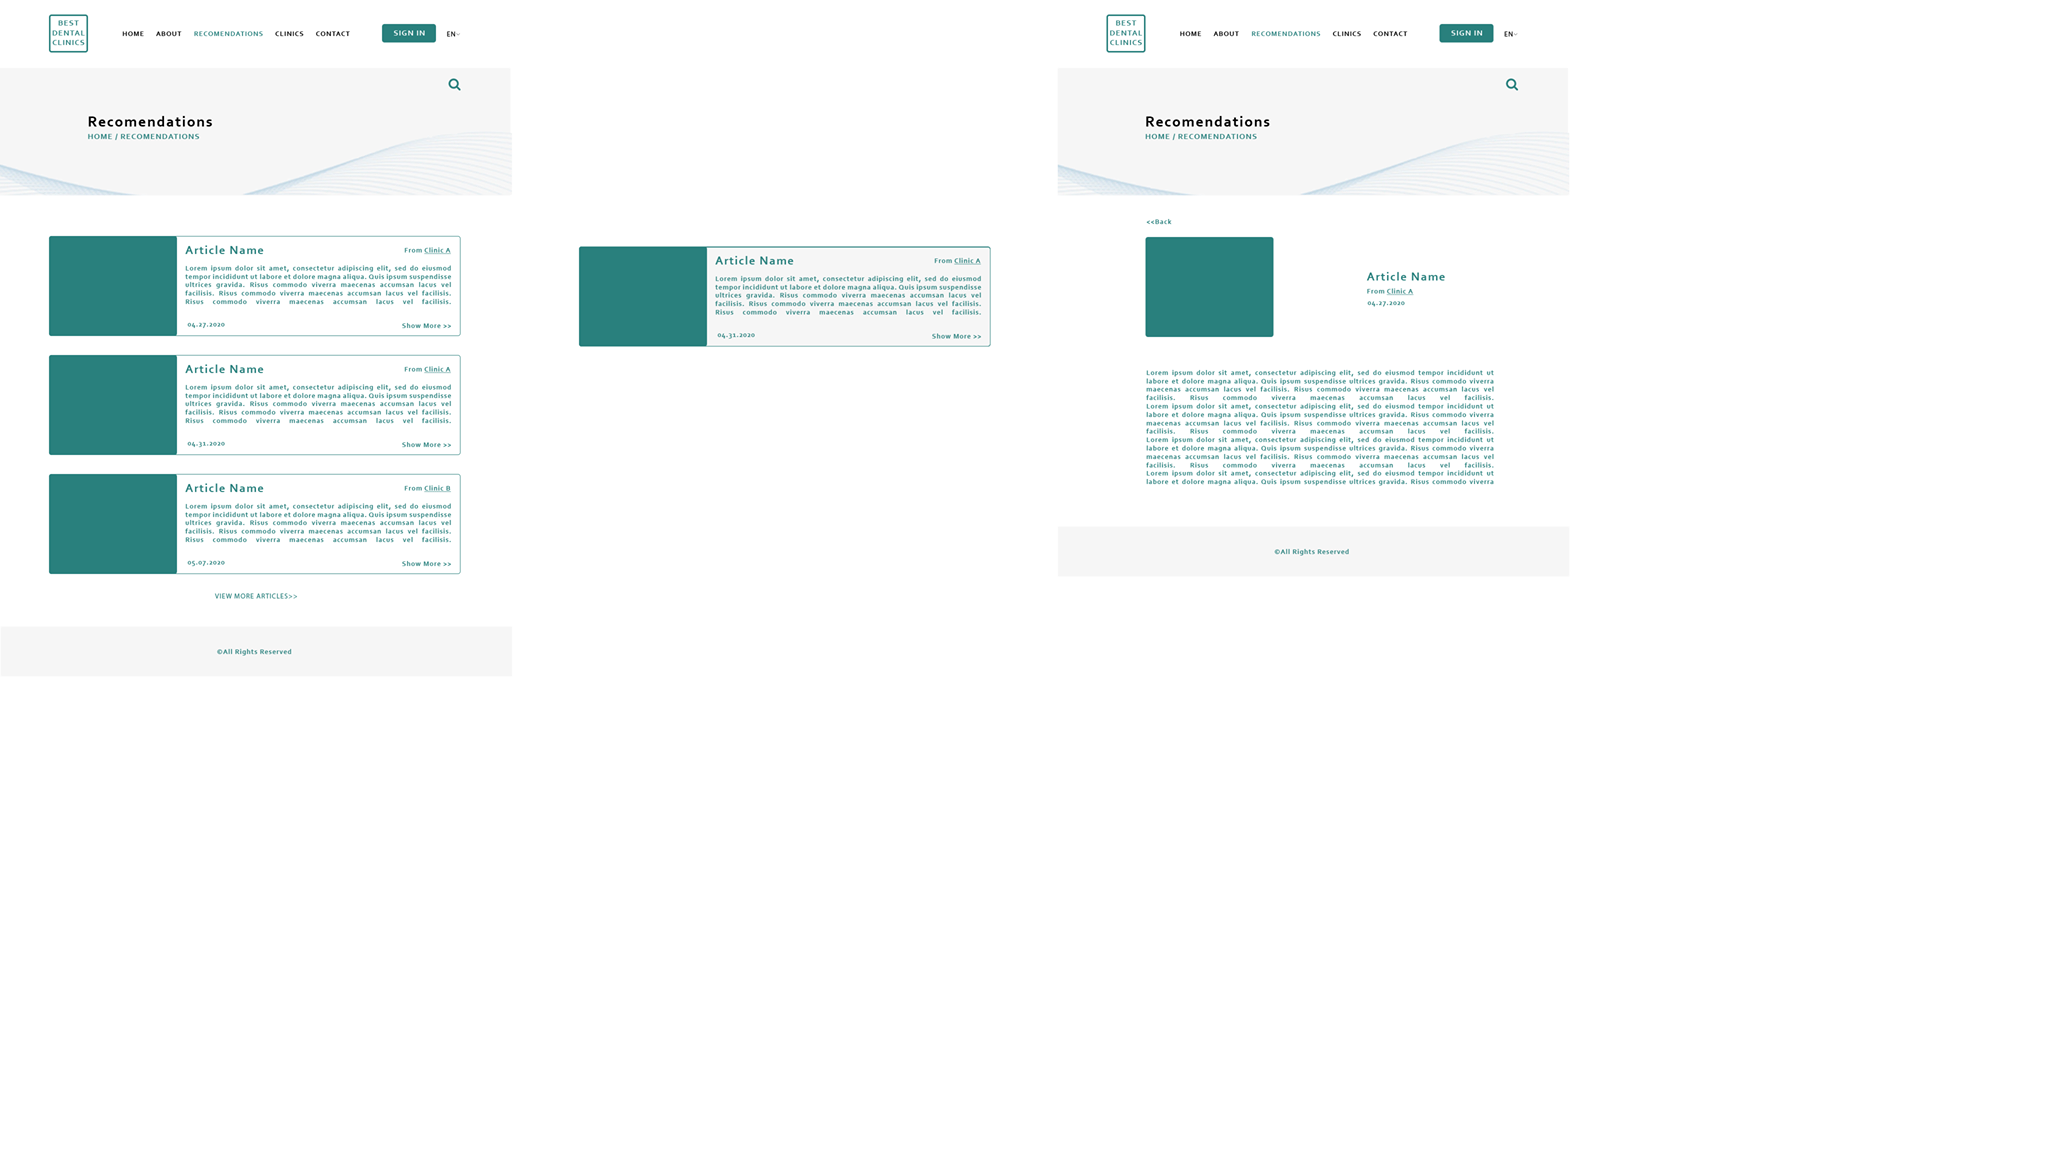 BEST
DENTAL
CLINICS
HOME ABOUT RECOMENDATIONS CLINICS CONTACT SIGN IN EN
Recomendations
HOME / RECOMENDATIONS
Article Name From Clinic A
Lorem ipsum dolor sit amet, consectetur adipiscing elit, sed do eiusmod
tempor incididunt ut labore et dolore magna aliqua. Quis ipsum suspendisse
ultrices gravida. Risus commodo viverra maecenas accumsan lacus vel
facilisis. Risus commodo viverra maecenas accumsan lacus vel facilisis.
Risus commodo viverra maecenas accumsan lacus vel facilisis.
04.27.2020 Show More >>
Article Name From Clinic A
Lorem ipsum dolor sit amet, consectetur adipiscing elit, sed do eiusmod
tempor incididunt ut labore et dolore magna aliqua. Quis ipsum suspendisse
ultrices gravida. Risus commodo viverra maecenas accumsan lacus vel
facilisis. Risus commodo viverra maecenas accumsan lacus vel facilisis.
Risus commodo viverra maecenas accumsan lacus vel facilisis.
04.31.2020 Show More >>
Article Name From Clinic B
Lorem ipsum dolor sit amet, consectetur adipiscing elit, sed do eiusmod
tempor incididunt ut labore et dolore magna aliqua. Quis ipsum suspendisse
ultrices gravida. Risus commodo viverra maecenas accumsan lacus vel
facilisis. Risus commodo viverra maecenas accumsan lacus vel facilisis.
Risus commodo viverra maecenas accumsan lacus vel facilisis.
05.07.2020 Show More >>
VIEW MORE ARTICLES>>
©All Rights Reserved
Article Name From Clinic A
Lorem ipsum dolor sit amet, consectetur adipiscing elit, sed do eiusmod
tempor incididunt ut labore et dolore magna aliqua. Quis ipsum suspendisse
ultrices gravida. Risus commodo viverra maecenas accumsan lacus vel
facilisis. Risus commodo viverra maecenas accumsan lacus vel facilisis.
Risus commodo viverra maecenas accumsan lacus vel facilisis.
04.31.2020 Show More >>
BEST
DENTAL
CLINICS
HOME ABOUT RECOMENDATIONS CLINICS CONTACT SIGN IN EN
Recomendations
HOME / RECOMENDATIONS
<<Back
Article Name
From Clinic A
04.27.2020
Lorem ipsum dolor sit amet, consectetur adipiscing elit, sed do eiusmod tempor incididunt ut
labore et dolore magna aliqua. Quis ipsum suspendisse ultrices gravida. Risus commodo viverra
maecenas accumsan lacus vel facilisis. Risus commodo viverra maecenas accumsan lacus vel
facilisis. Risus commodo viverra maecenas accumsan lacus vel facilisis.
Lorem ipsum dolor sit amet, consectetur adipiscing elit, sed do eiusmod tempor incididunt ut
labore et dolore magna aliqua. Quis ipsum suspendisse ultrices gravida. Risus commodo viverra
maecenas accumsan lacus vel facilisis. Risus commodo viverra maecenas accumsan lacus vel
facilisis. Risus commodo viverra maecenas accumsan lacus vel facilisis.
Lorem ipsum dolor sit amet, consectetur adipiscing elit, sed do eiusmod tempor incididunt ut
labore et dolore magna aliqua. Quis ipsum suspendisse ultrices gravida. Risus commodo viverra
maecenas accumsan lacus vel facilisis. Risus commodo viverra maecenas accumsan lacus vel
facilisis. Risus commodo viverra maecenas accumsan lacus vel facilisis.
Lorem ipsum dolor sit amet, consectetur adipiscing elit, sed do eiusmod tempor incididunt ut
labore et dolore magna aliqua. Quis ipsum suspendisse ultrices gravida. Risus commodo viverra
©All Rights Reserved